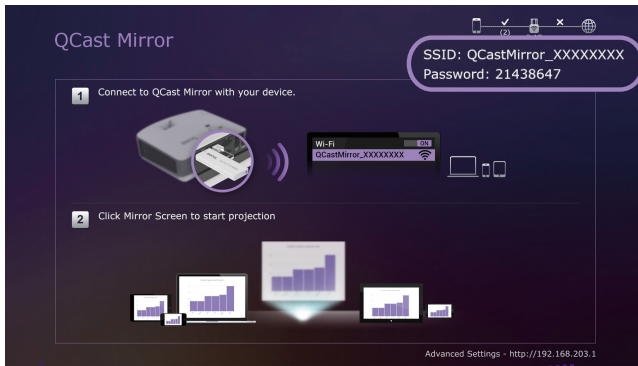 QCast Mirror
(2)
SSID: QCastMirror_XXXXXXXX
Password: 21438647
1 Connect to QCast Mirror with your device.
Wi-Fi ON
QCastMirror_XXXXXXXX
2 Click Mirror Screen to start projection
Advanced Settings - http://192.168.203.1